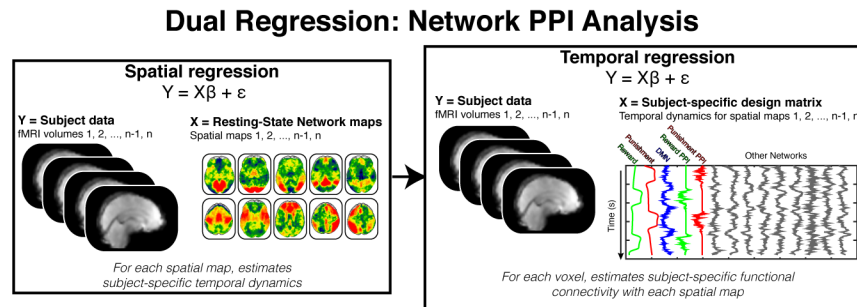 Dual Regression: Network PPI Analysis
Spatial regression
Y = Xβ + ε
Y = Subject data
fMRI volumes 1, 2, ..., n-1, n
X = Resting-State Network maps
Spatial maps 1, 2, ..., n-1, n
For each spatial map, estimates
subject-specific temporal dynamics
Temporal regression
Y = Xβ + ε
Y = Subject data
fMRI volumes 1, 2, ..., n-1, n
X = Subject-specific design matrix
Temporal dynamics for spatial maps 1, 2, ..., n-1, n
Reward
Punishment
DMN
Reward PPI
Punishment PPI
Other Networks
Time (s)
For each voxel, estimates subject-specific functional
connectivity with each spatial map